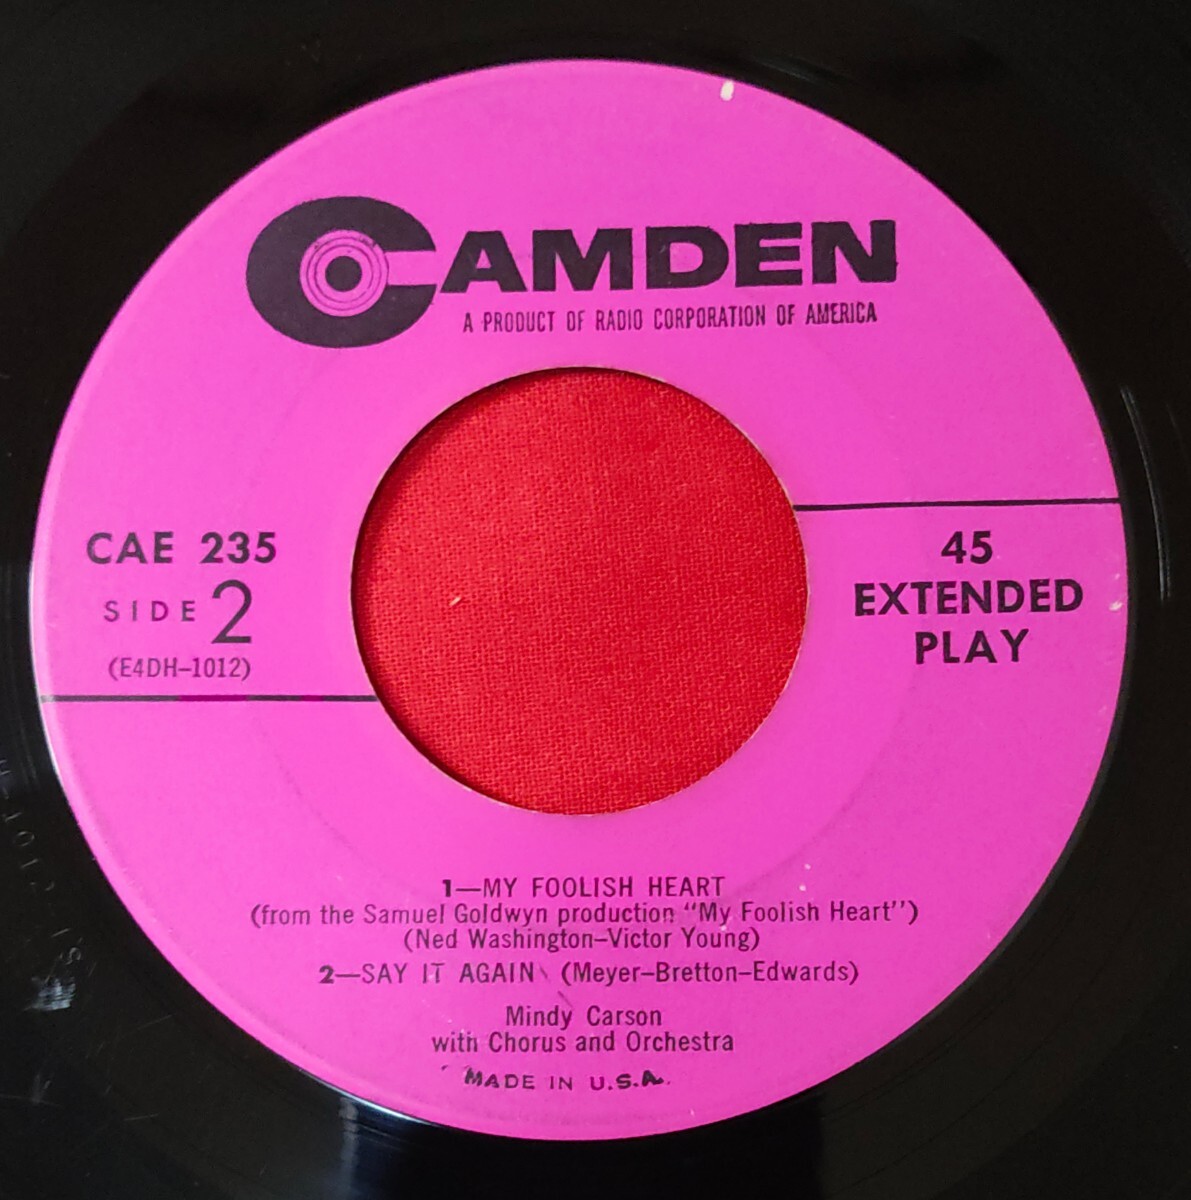 CAMDEN
A PRODUCT OF RADIO CORPORATION OF AMERICA
CAE 235
SIDE 2
(E4DH-1012)
45
EXTENDED
PLAY
1—MY FOOLISH HEART
(from the Samuel Goldwyn production "My Foolish Heart")
(Ned Washington-Victor Young)
2—SAY IT AGAIN (Meyer-Bretton-Edwards)
Mindy Carson
with Chorus and Orchestra
MADE IN U.S.A.